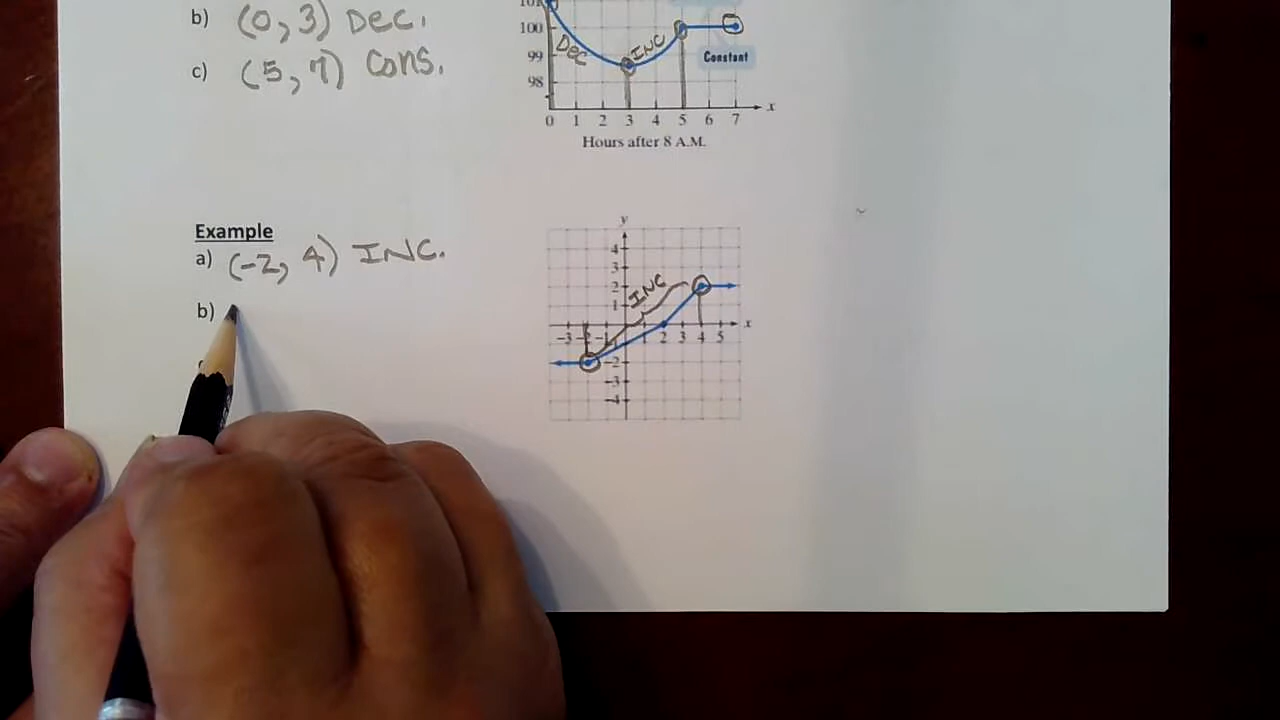 b) (0, 3) Dec.
c) (5, 7) Cons.
101
100
99
98
Dec
INC
Constant
0 1 2 3 4 5 6 7 x
Hours after 8 A.M.
Example
a) (-2, 4) INC.
b)
y
4
3
2
1
INC
-3 -1 2 3 4 5 x
-2
-3
-4